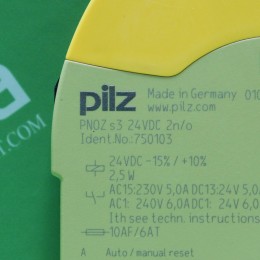 pilz
Made in Germany 010
www.pilz.com
PNOZ s3 24VDC 2n/o
Ident.No.:750103
24VDC -15% / +10%
2,5 W
AC15:230V 5,0A DC13:24V 5,0
AC1: 240V 6,0A DC1: 24V 6,0
Ith see techn. instructions
10AF/6AT
A Auto / manual reset
T.COM